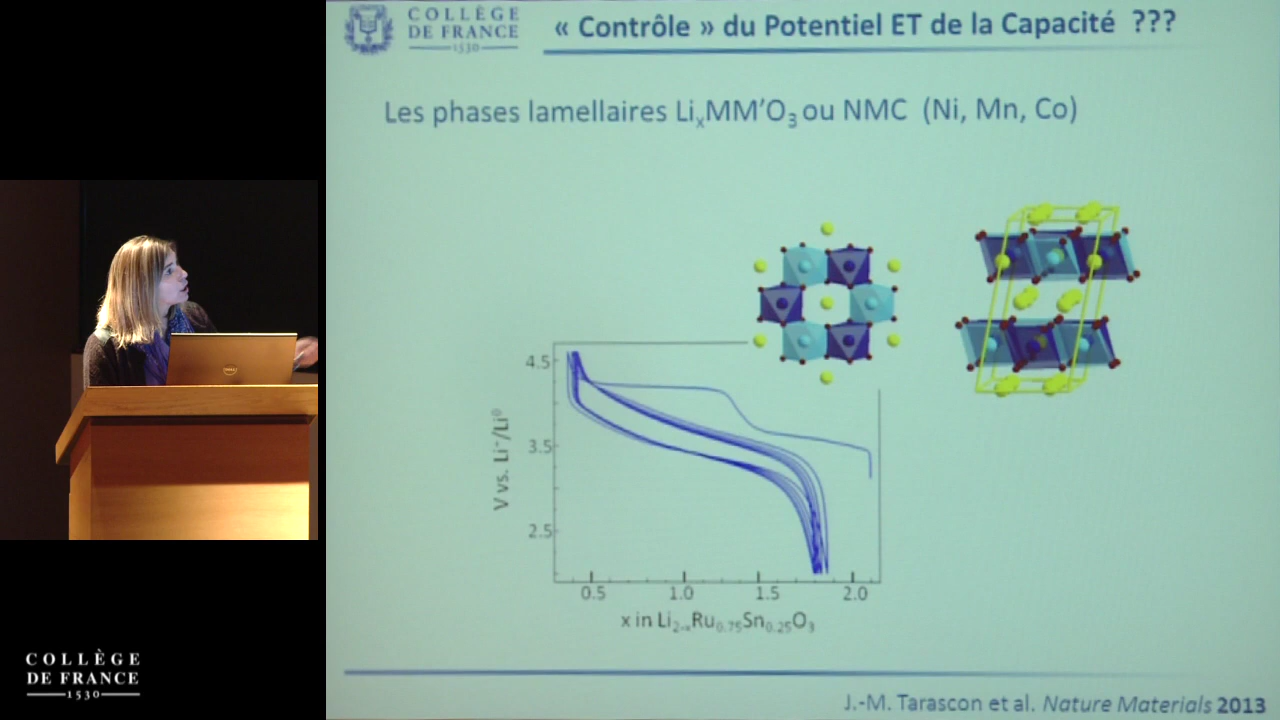 COLLÈGE
DE FRANCE
1530
« Contrôle » du Potentiel ET de la Capacité ???
Les phases lamellaires LiₓMM'O₃ ou NMC (Ni, Mn, Co)
4.5
3.5
2.5
V vs. Li⁺/Li⁰
0.5 1.0 1.5 2.0
x in Li₂₋ₓRu₀.₇₅Sn₀.₂₅O₃
DELL
COLLÈGE
DE FRANCE
1530
J.-M. Tarascon et al. Nature Materials 2013